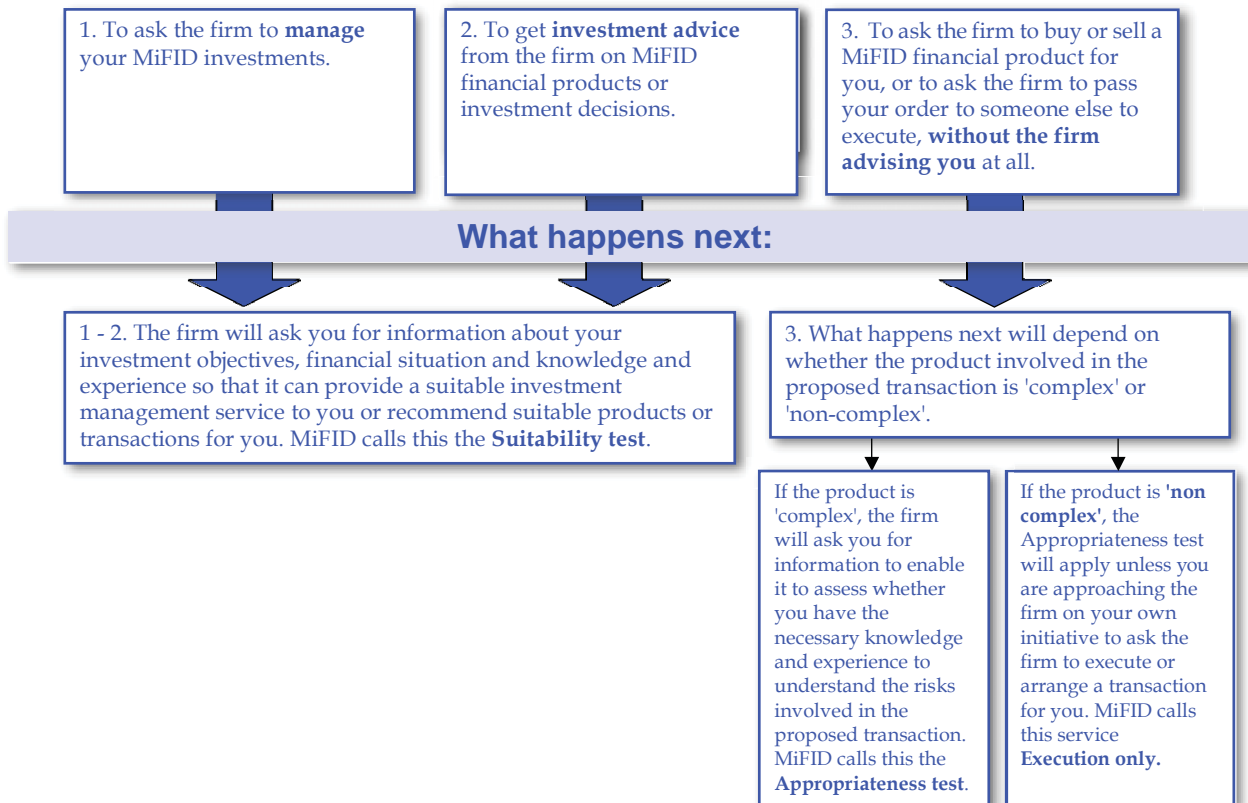 1. To ask the firm to manage
your MiFID investments.
2. To get investment advice
from the firm on MiFID
financial products or
investment decisions.
3. To ask the firm to buy or sell a
MiFID financial product for
you, or to ask the firm to pass
your order to someone else to
execute, without the firm
advising you at all.
What happens next:
1 - 2. The firm will ask you for information about your
investment objectives, financial situation and knowledge and
experience so that it can provide a suitable investment
management service to you or recommend suitable products or
transactions for you. MiFID calls this the Suitability test.
3. What happens next will depend on
whether the product involved in the
proposed transaction is 'complex' or
'non-complex'.
If the product is
'complex', the firm
will ask you for
information to enable
it to assess whether
you have the
necessary knowledge
and experience to
understand the risks
involved in the
proposed transaction.
MiFID calls this the
Appropriateness test.
If the product is 'non
complex', the
Appropriateness test
will apply unless you
are approaching the
firm on your own
initiative to ask the
firm to execute or
arrange a transaction
for you. MiFID calls
this service
Execution only.